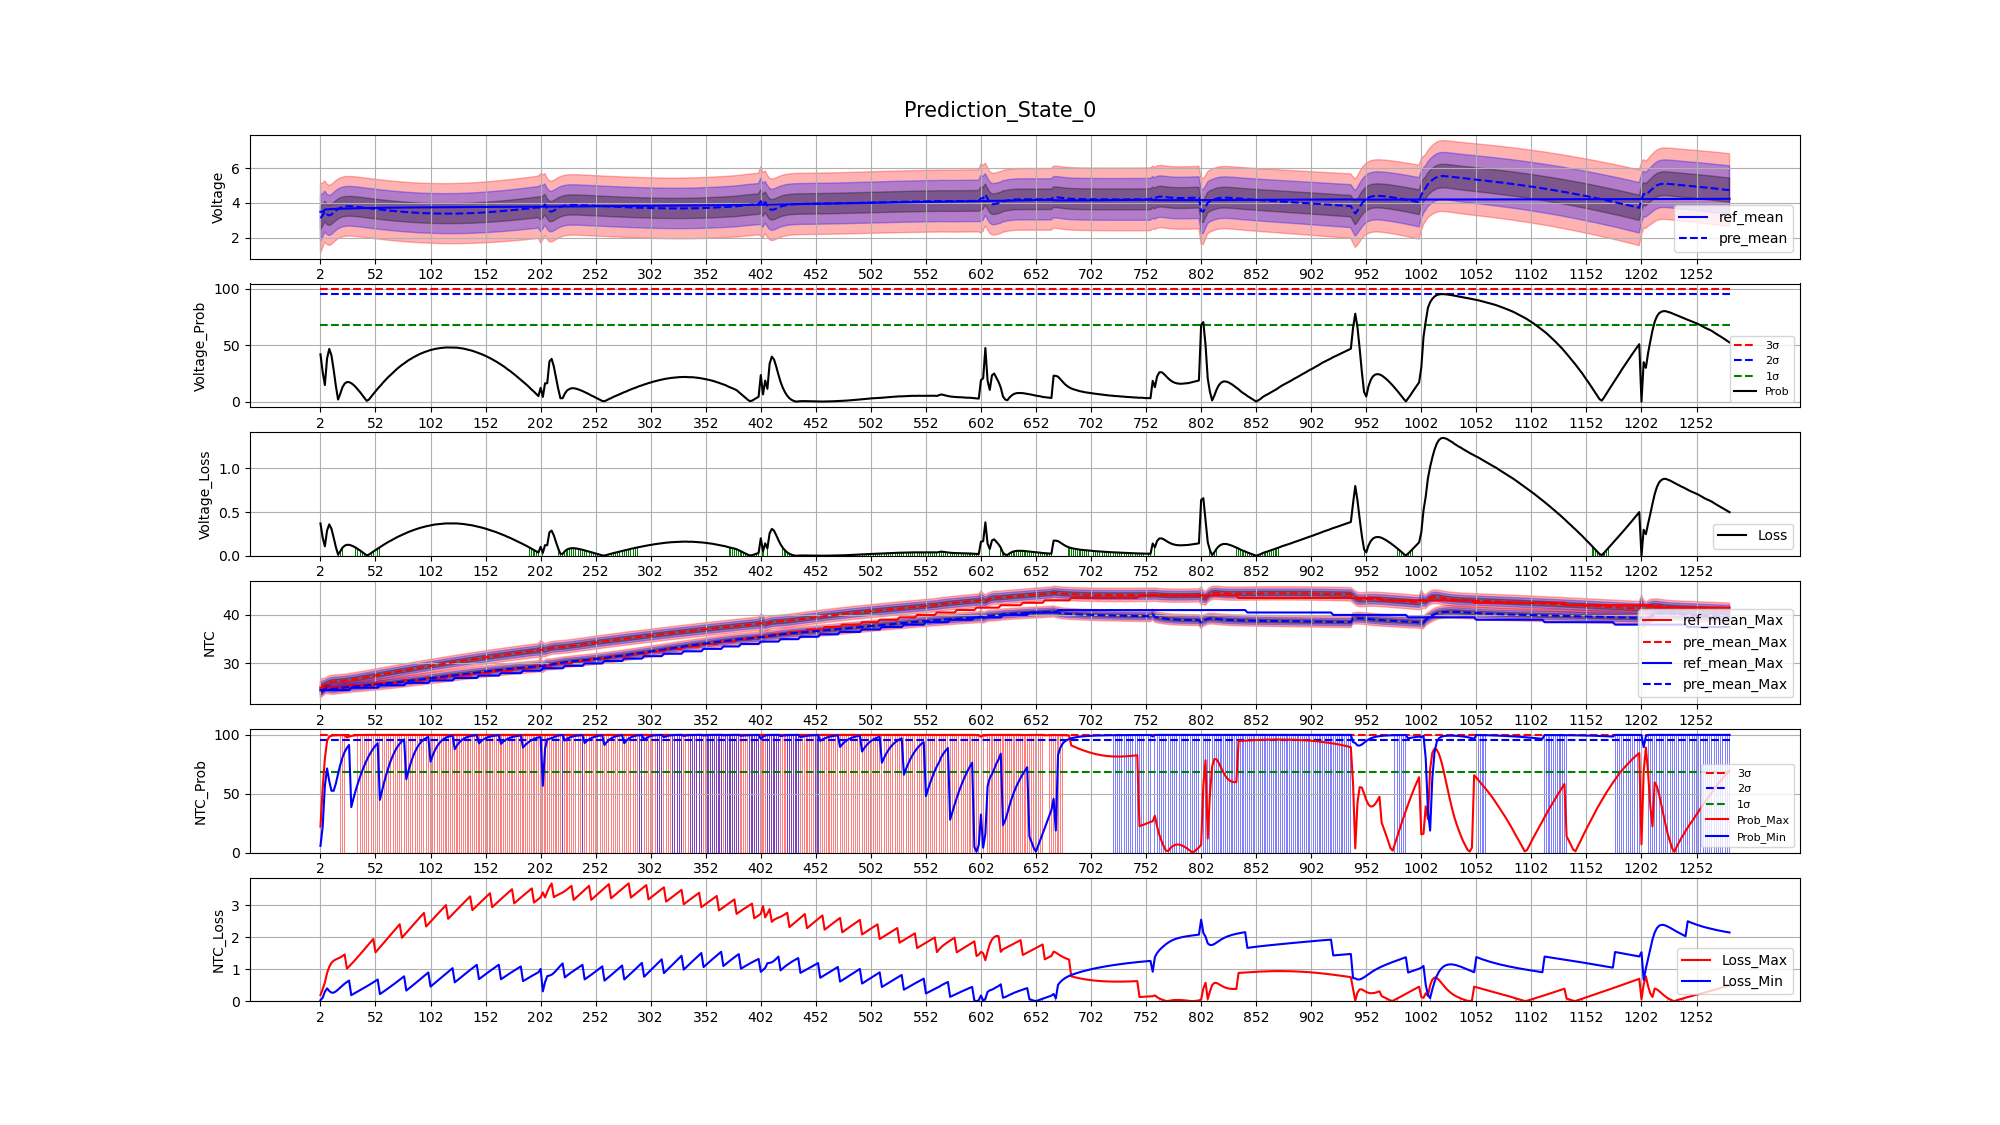 Prediction_State_0
Voltage
6
4
2
ref_mean
pre_mean
2 52 102 152 202 252 302 352 402 452 502 552 602 652 702 752 802 852 902 952 1002 1052 1102 1152 1202 1252
Voltage_Prob
100
50
0
3σ
2σ
1σ
Prob
2 52 102 152 202 252 302 352 402 452 502 552 602 652 702 752 802 852 902 952 1002 1052 1102 1152 1202 1252
Voltage_Loss
1.0
0.5
0.0
Loss
2 52 102 152 202 252 302 352 402 452 502 552 602 652 702 752 802 852 902 952 1002 1052 1102 1152 1202 1252
NTC
40
30
ref_mean_Max
pre_mean_Max
ref_mean_Max
pre_mean_Max
2 52 102 152 202 252 302 352 402 452 502 552 602 652 702 752 802 852 902 952 1002 1052 1102 1152 1202 1252
NTC_Prob
100
50
0
3σ
2σ
1σ
Prob_Max
Prob_Min
2 52 102 152 202 252 302 352 402 452 502 552 602 652 702 752 802 852 902 952 1002 1052 1102 1152 1202 1252
NTC_Loss
3
2
1
0
Loss_Max
Loss_Min
2 52 102 152 202 252 302 352 402 452 502 552 602 652 702 752 802 852 902 952 1002 1052 1102 1152 1202 1252